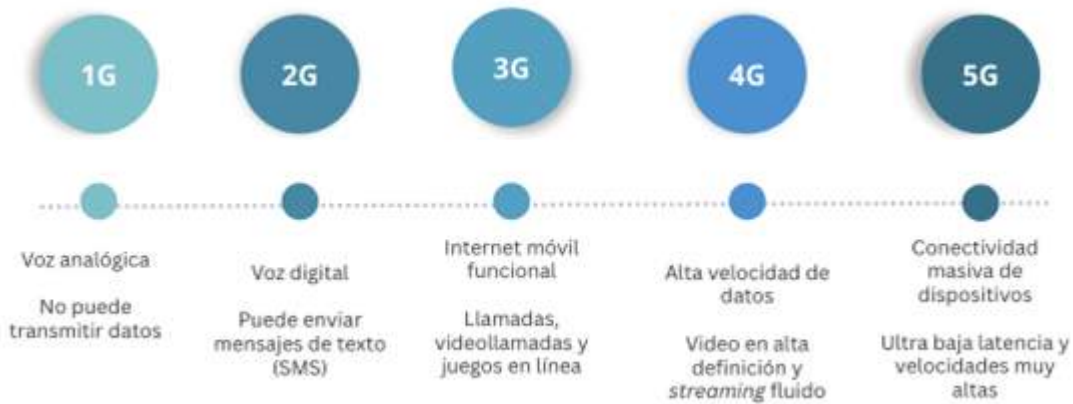 1G
2G
3G
4G
5G
Voz analógica
No puede
transmitir datos
Voz digital
Puede enviar
mensajes de texto
(SMS)
Internet móvil
funcional
Llamadas,
videollamadas y
juegos en línea
Alta velocidad de
datos
Video en alta
definición y
streaming fluido
Conectividad
masiva de
dispositivos
Ultra baja latencia y
velocidades muy
altas